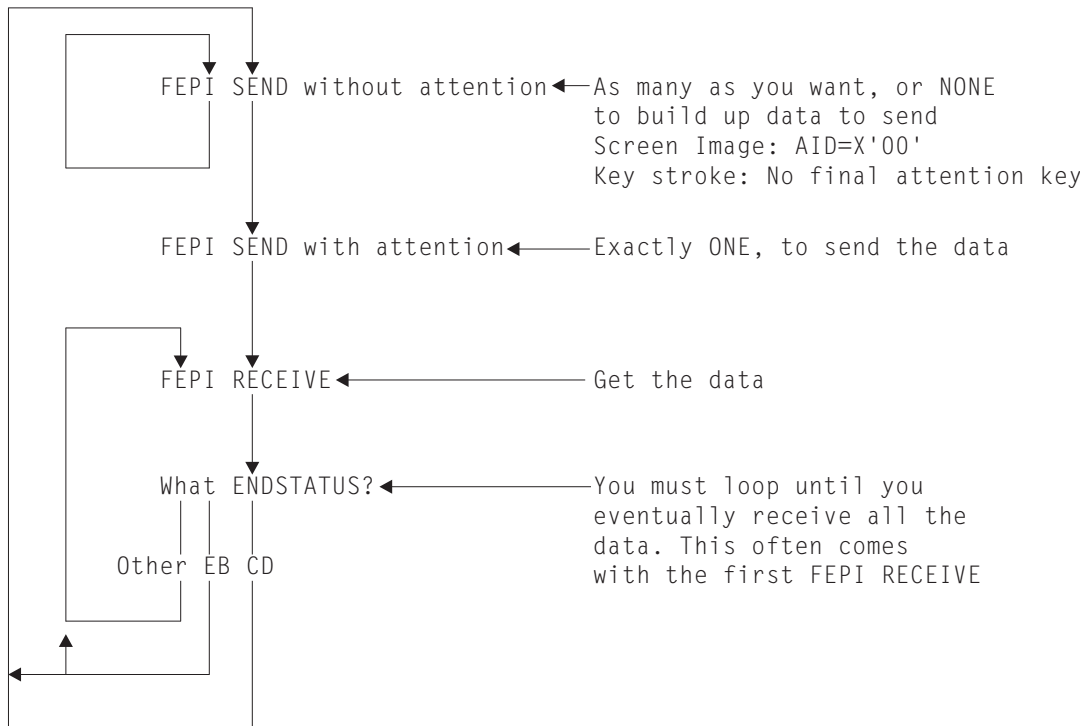 FEPI SEND without attention As many as you want, or NONE
to build up data to send
Screen Image: AID=X'00'
Key stroke: No final attention key
FEPI SEND with attention Exactly ONE, to send the data
FEPI RECEIVE Get the data
What ENDSTATUS? You must loop until you
eventually receive all the
Other EB CD data. This often comes
with the first FEPI RECEIVE